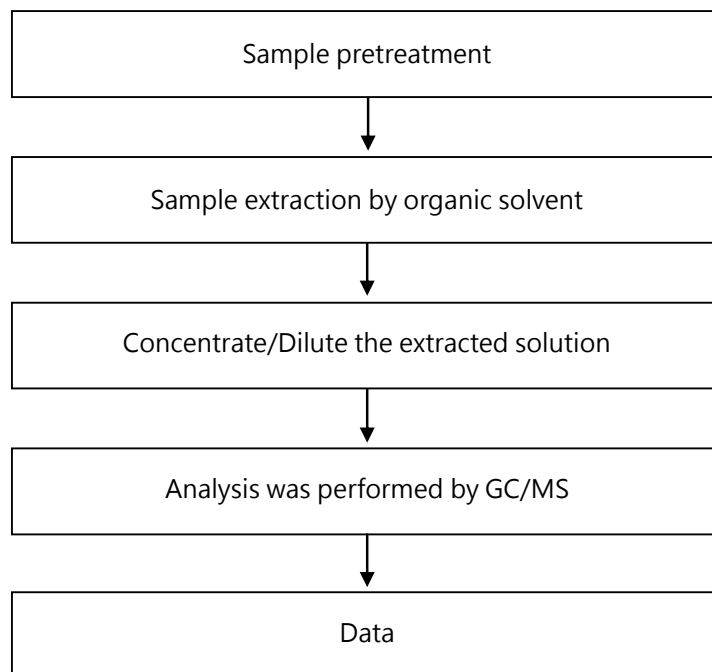 Sample pretreatment
Sample extraction by organic solvent
Concentrate/Dilute the extracted solution
Analysis was performed by GC/MS
Data